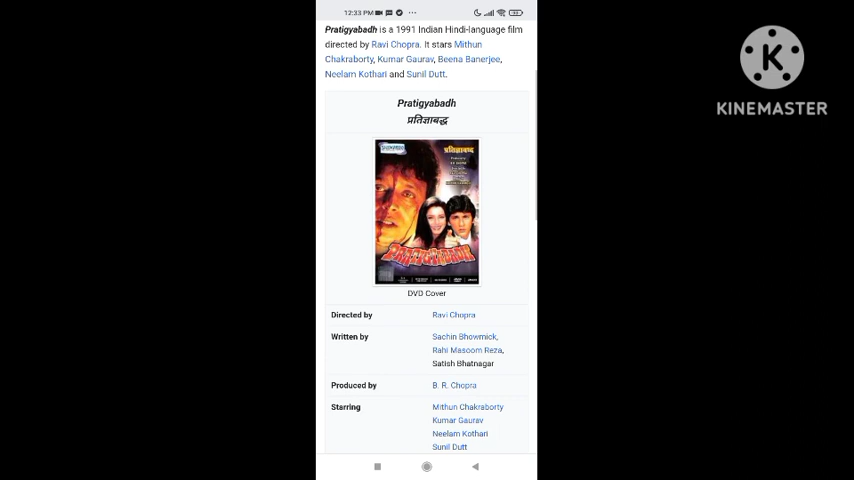 12:33 PM
Pratigyabadh is a 1991 Indian Hindi-language film
directed by Ravi Chopra. It stars Mithun
Chakraborty, Kumar Gaurav, Beena Banerjee,
Neelam Kothari and Sunil Dutt.
Pratigyabadh
प्रतिज्ञाबद्ध
प्रतिज्ञाबध्द
PRATIGYABADH
DVD Cover
Directed by Ravi Chopra
Written by Sachin Bhowmick,
Rahi Masoom Reza,
Satish Bhatnagar
Produced by B. R. Chopra
Starring Mithun Chakraborty
Kumar Gaurav
Neelam Kothari
Sunil Dutt
K
KINEMASTER